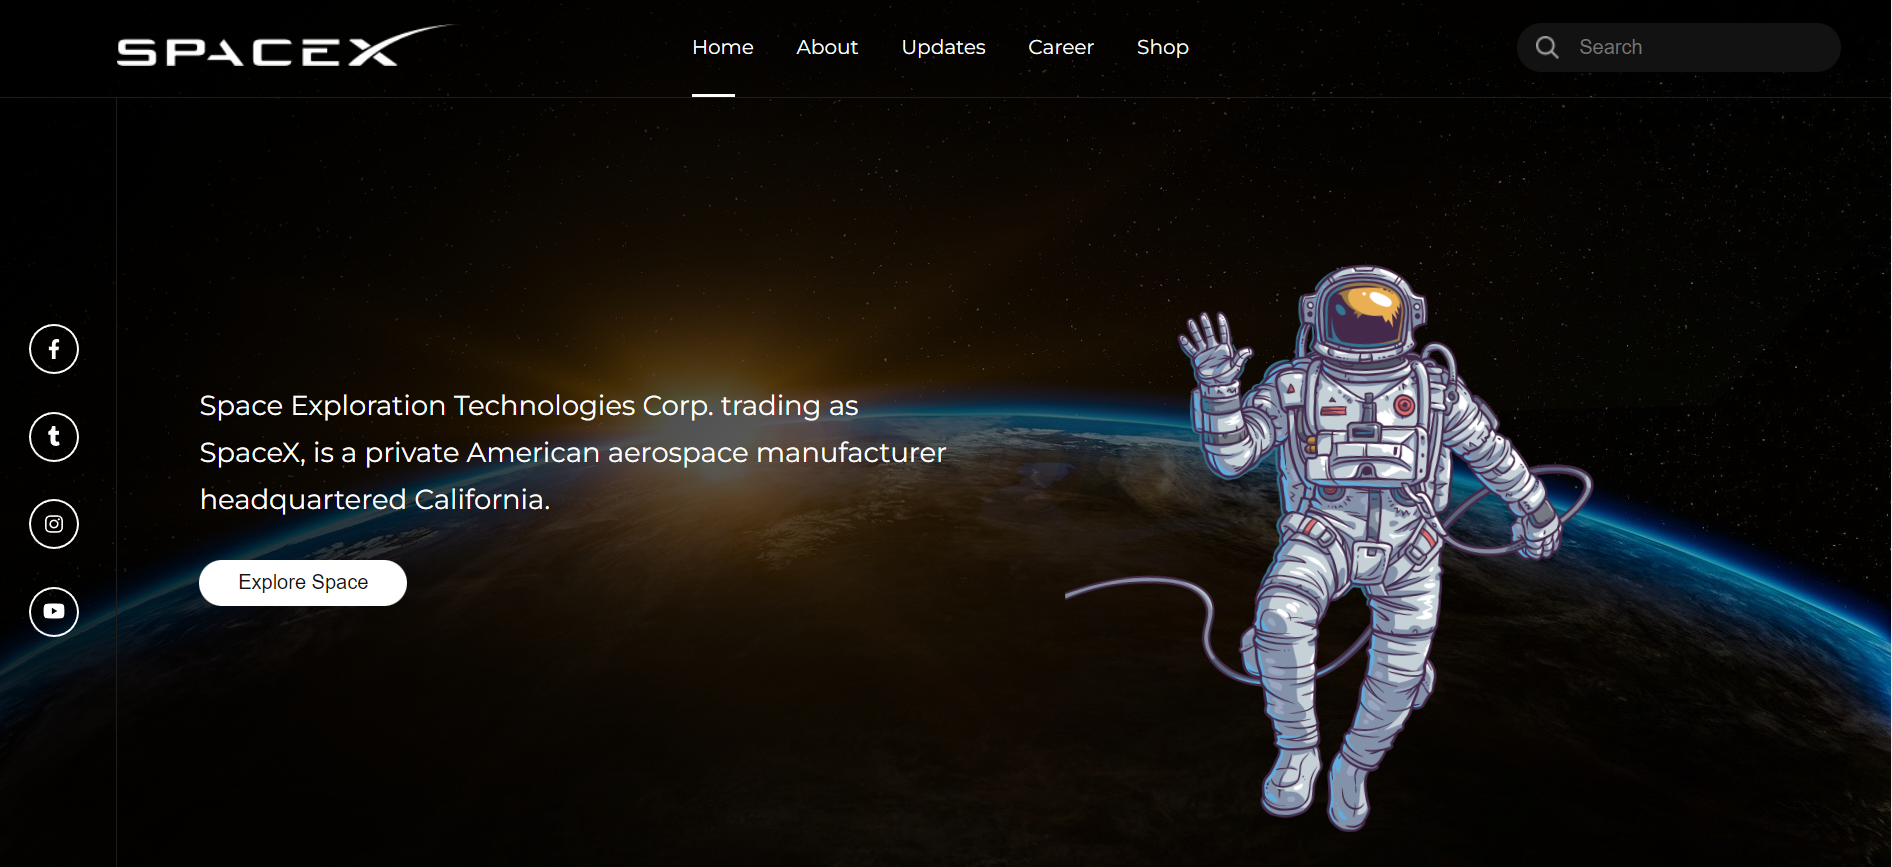 SPACEX
Home
About
Updates
Career
Shop
Search
Space Exploration Technologies Corp. trading as
SpaceX, is a private American aerospace manufacturer
headquartered California.
Explore Space